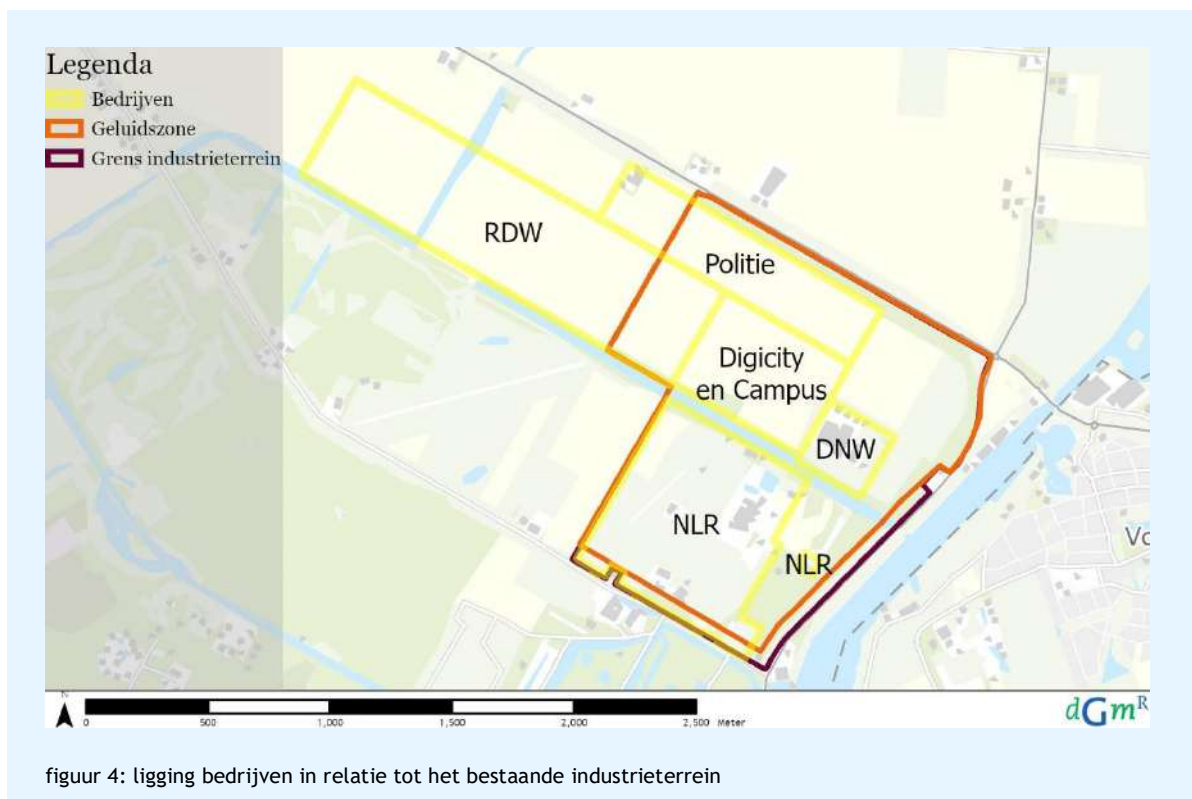 Legenda
Bedrijven
Geluidszone
Grens industrieterrein
RDW
Politie
Digicity
en Campus
DNW
NLR
NLR
Vo
N
0 500 1,000 1,500 2,000 2,500 Meter
dGmR
figuur 4: ligging bedrijven in relatie tot het bestaande industrieterrein